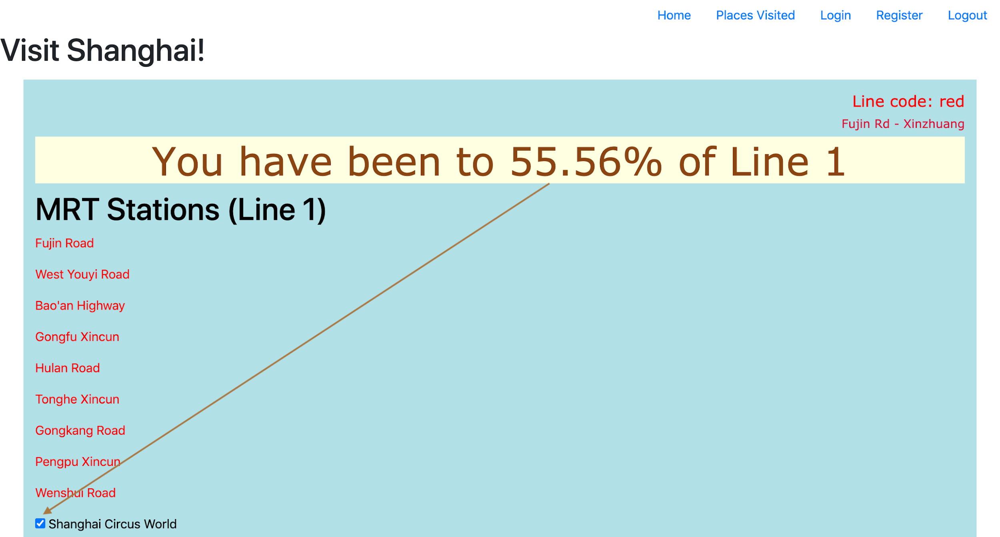 Home Places Visited Login Register Logout
Visit Shanghai!
Line code: red
Fujin Rd - Xinzhuang
You have been to 55.56% of Line 1
MRT Stations (Line 1)
Fujin Road
West Youyi Road
Bao'an Highway
Gongfu Xincun
Hulan Road
Tonghe Xincun
Gongkang Road
Pengpu Xincun
Wenshui Road
Shanghai Circus World